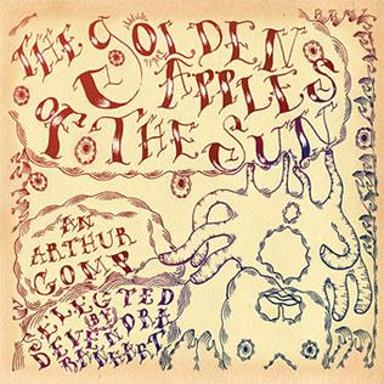 THE GOLDEN
APPLES
OF THE SUN
AN
ARTHUR
COMP
SELECTED
BY
DEVENDRA
BANHART